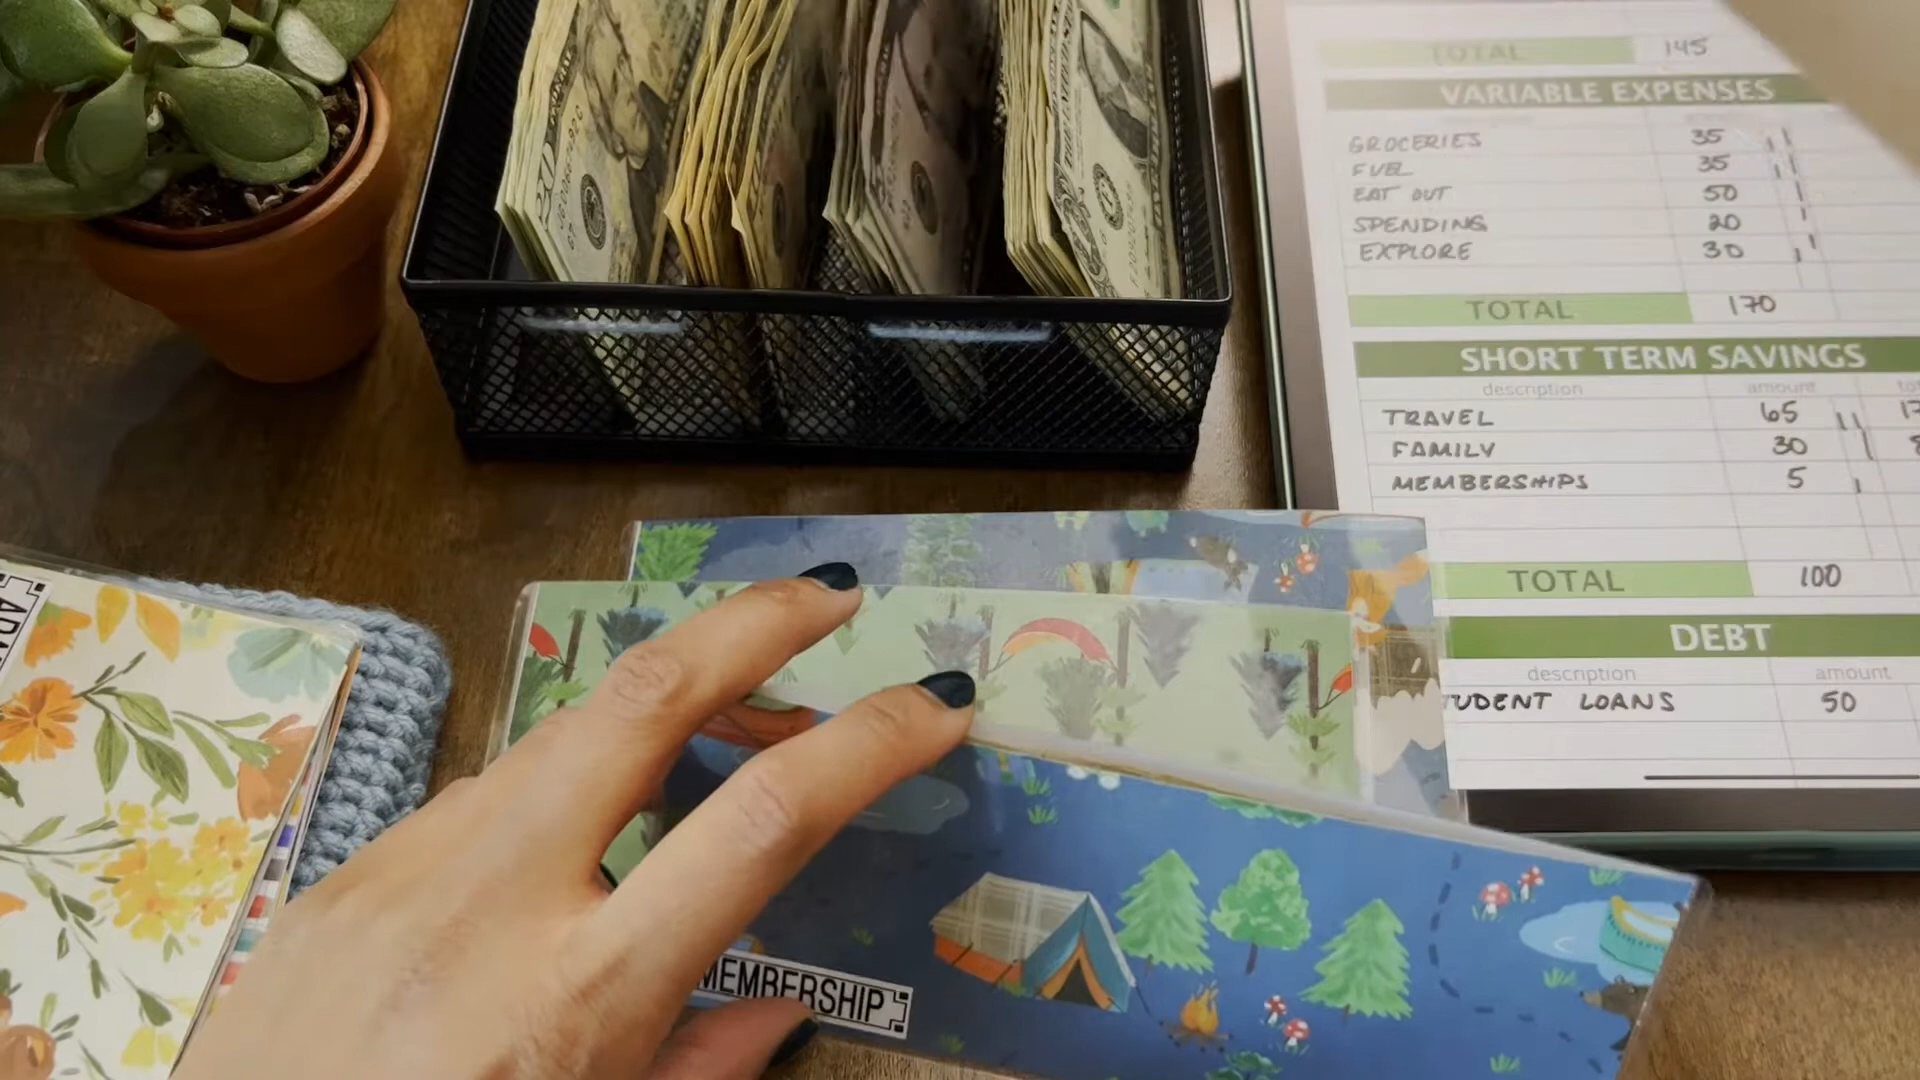 TOTAL 145
VARIABLE EXPENSES
GROCERIES 35
FUEL 35
EAT OUT 50
SPENDING 20
EXPLORE 30
TOTAL 170
SHORT TERM SAVINGS
description amount
TRAVEL 65
FAMILY 30
MEMBERSHIPS 5
TOTAL 100
DEBT
description amount
TUDENT LOANS 50
MEMBERSHIP